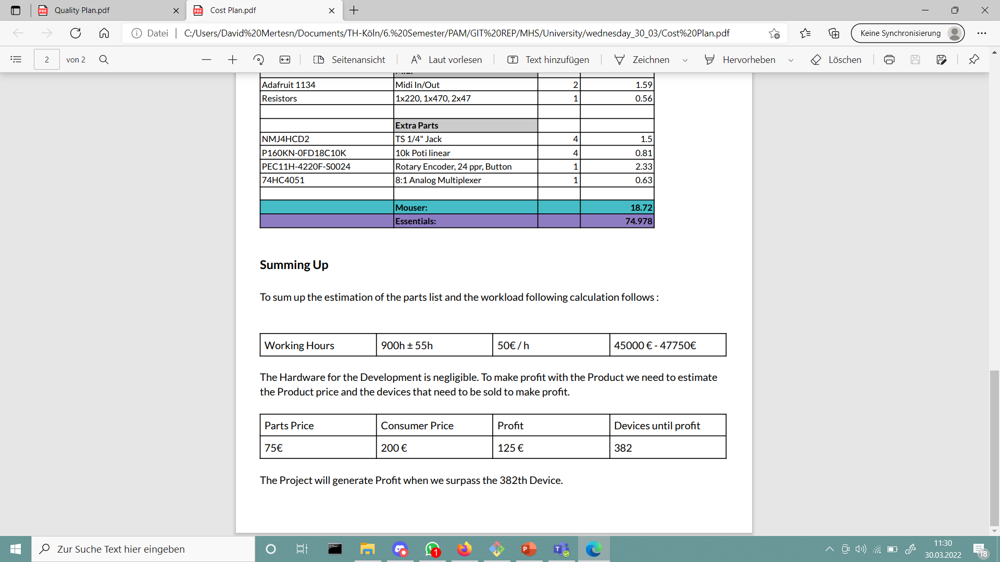 Quality Plan.pdf
Cost Plan.pdf
Datei
C:/Users/David%20Mertesn/Documents/TH-Köln/6.%20Semester/PAM/GIT%20REP/MHS/University/wednesday_30_03/Cost%20Plan.pdf
Keine Synchronisierung
2 von 2
Seitenansicht
Laut vorlesen
Text hinzufügen
Zeichnen
Hervorheben
Löschen
Adafruit 1134 Midi In/Out 2 1.59
Resistors 1x220, 1x470, 2x47 1 0.56
Extra Parts
NMJ4HCD2 TS 1/4" Jack 4 1.5
P160KN-0FD18C10K 10k Poti linear 4 0.81
PEC11H-4220F-S0024 Rotary Encoder, 24 ppr, Button 1 2.33
74HC4051 8:1 Analog Multiplexer 1 0.63
Mouser: 18.72
Essentials: 74.978
Summing Up
To sum up the estimation of the parts list and the workload following calculation follows :
Working Hours 900h ± 55h 50€ / h 45000 € - 47750€
The Hardware for the Development is negligible. To make profit with the Product we need to estimate
the Product price and the devices that need to be sold to make profit.
Parts Price Consumer Price Profit Devices until profit
75€ 200 € 125 € 382
The Project will generate Profit when we surpass the 382th Device.
Zur Suche Text hier eingeben
1
11:30
30.03.2022
18